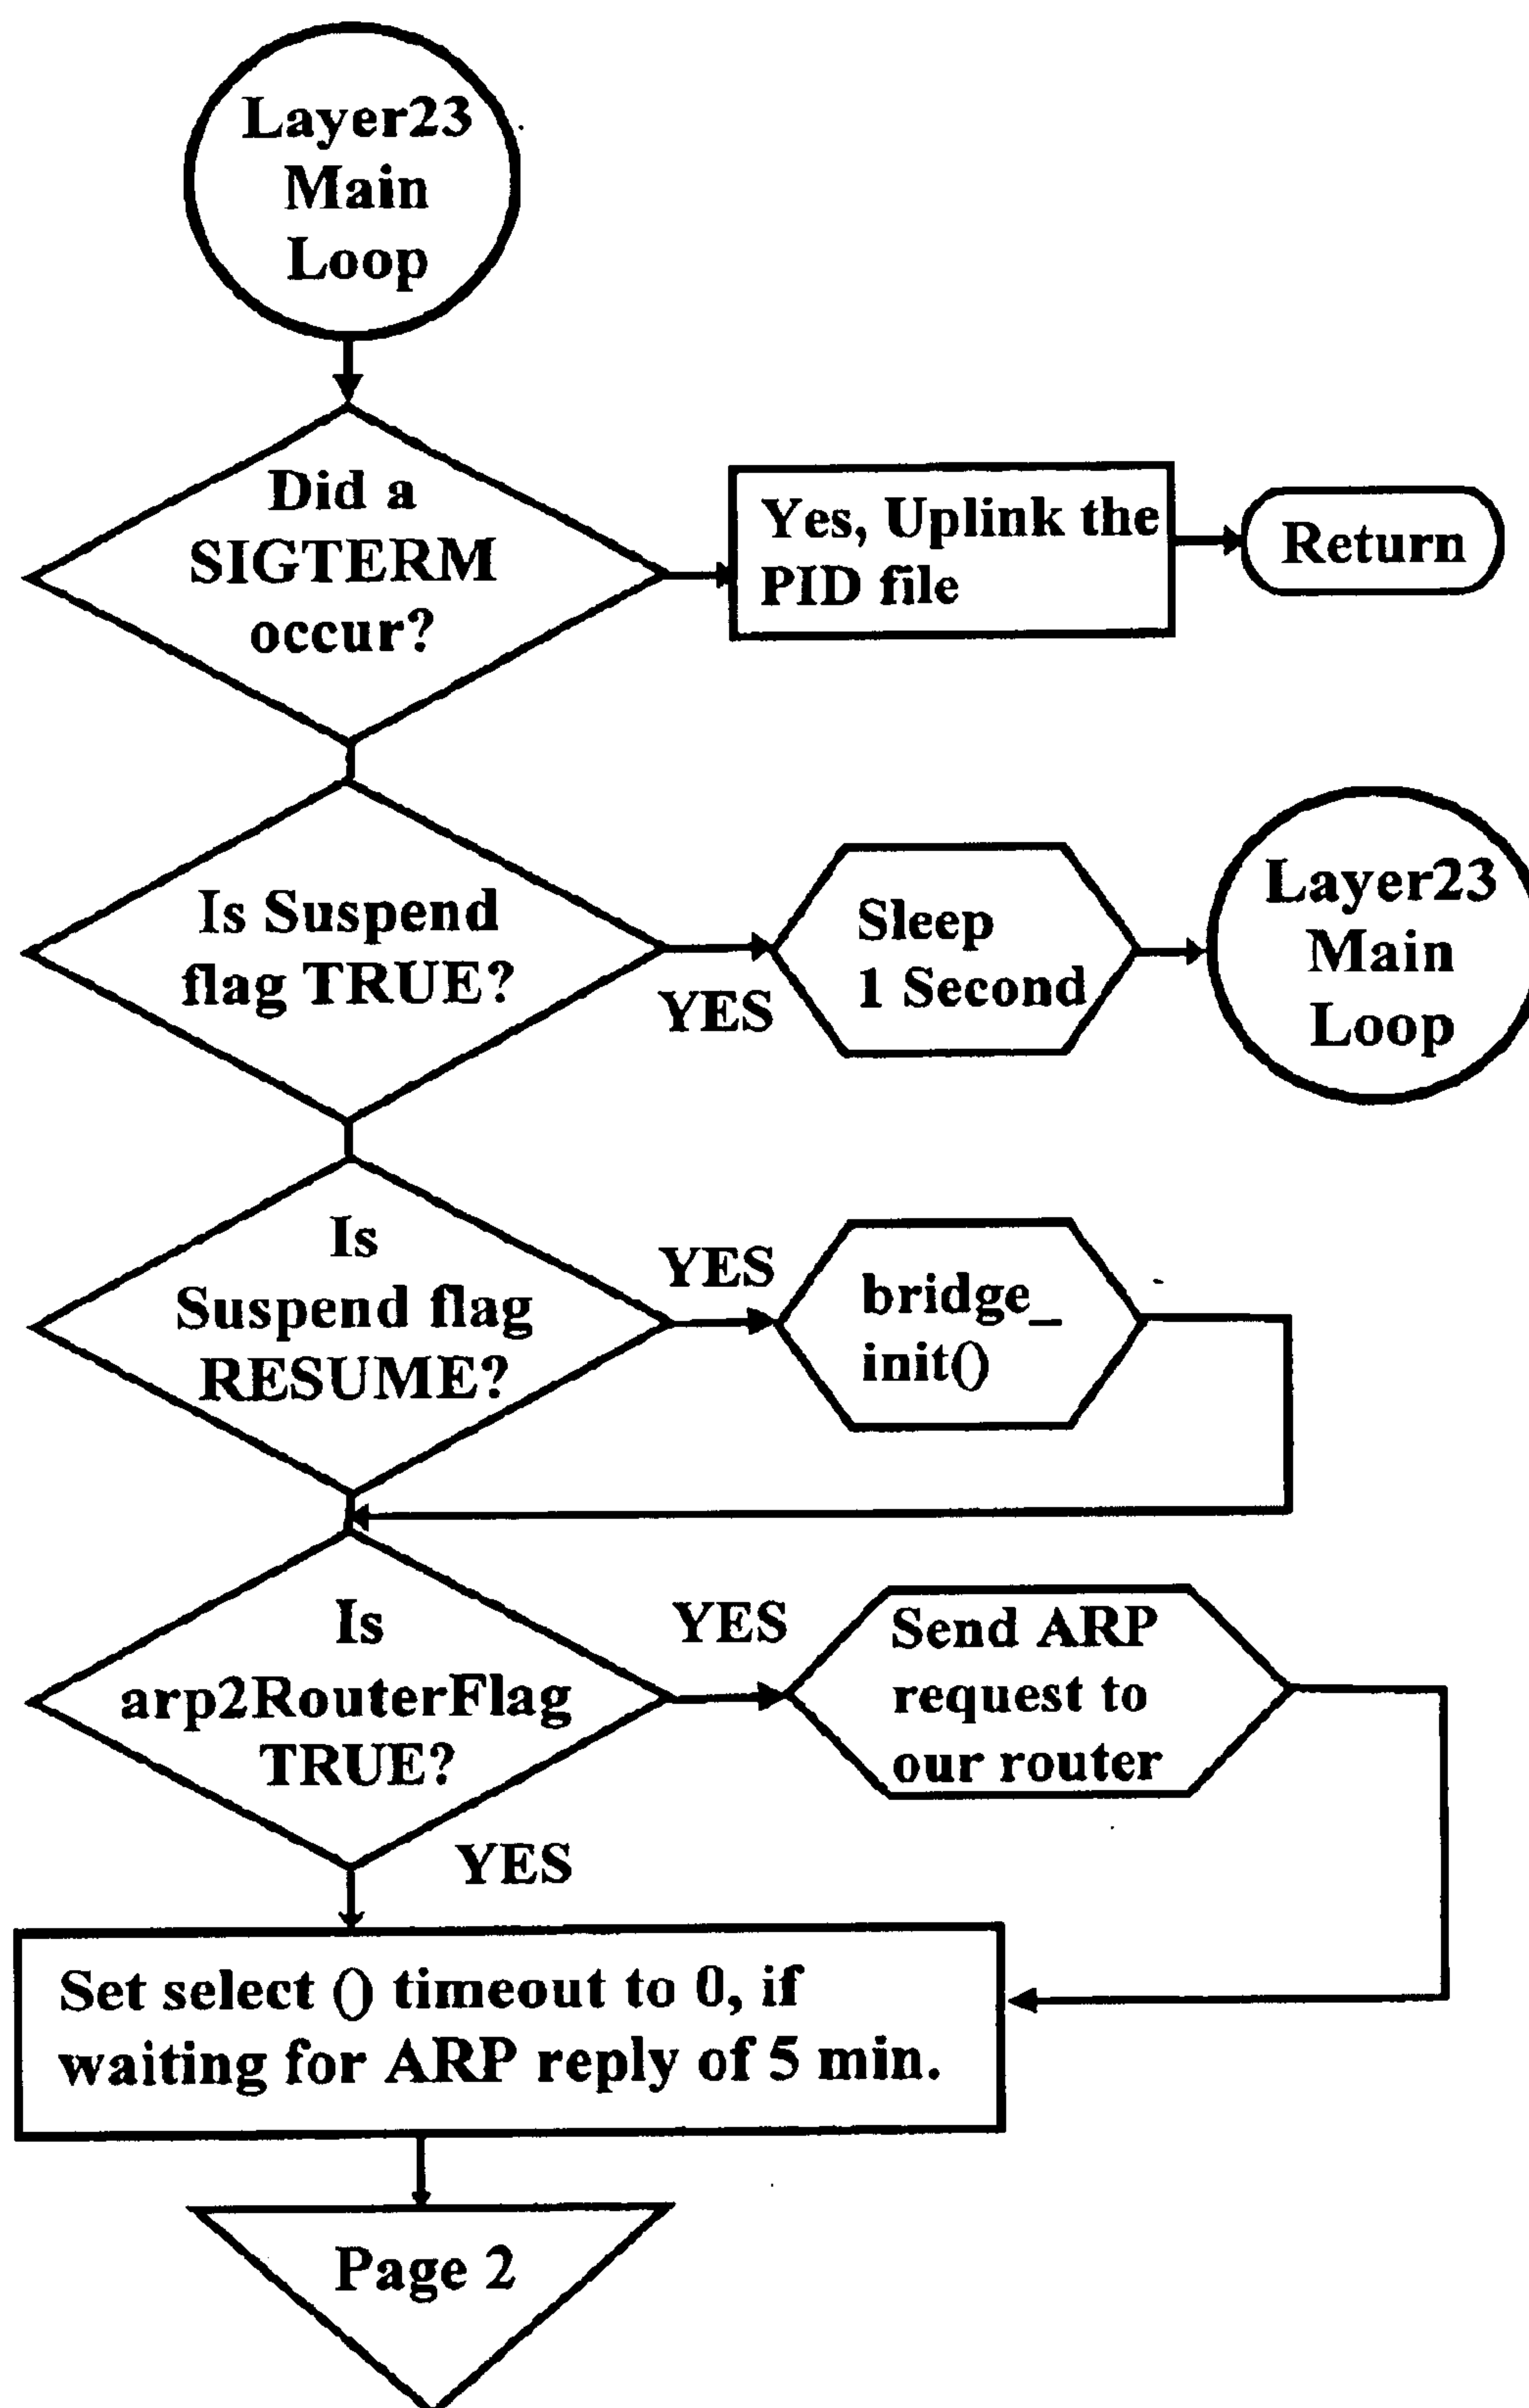 Layer23
Main
Loop
Did a
SIGTERM
occur?
Yes, Uplink the
PID file
Return
Is Suspend
flag TRUE?
YES
Sleep
1 Second
Layer23
Main
Loop
Is
Suspend flag
RESUME?
YES
bridge_
init()
Is
arp2RouterFlag
TRUE?
YES
Send ARP
request to
our router
YES
Set select () timeout to 0, if
waiting for ARP reply of 5 min.
Page 2